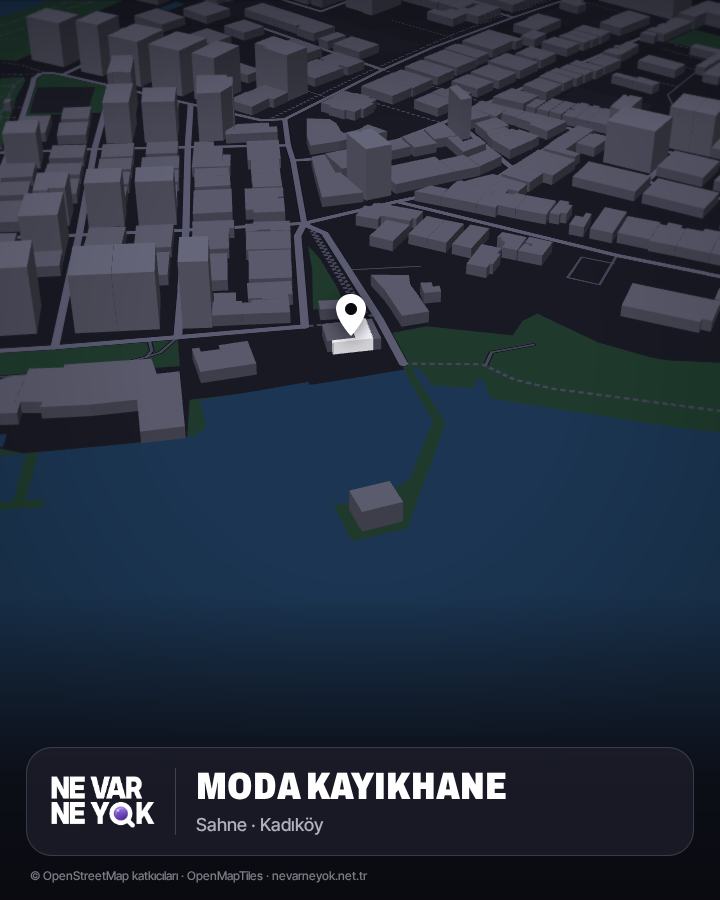 NE VAR
NE YOK
MODA KAYIKHANE
Sahne · Kadıköy
© OpenStreetMap katkıcıları · OpenMapTiles · nevarneyok.net.tr